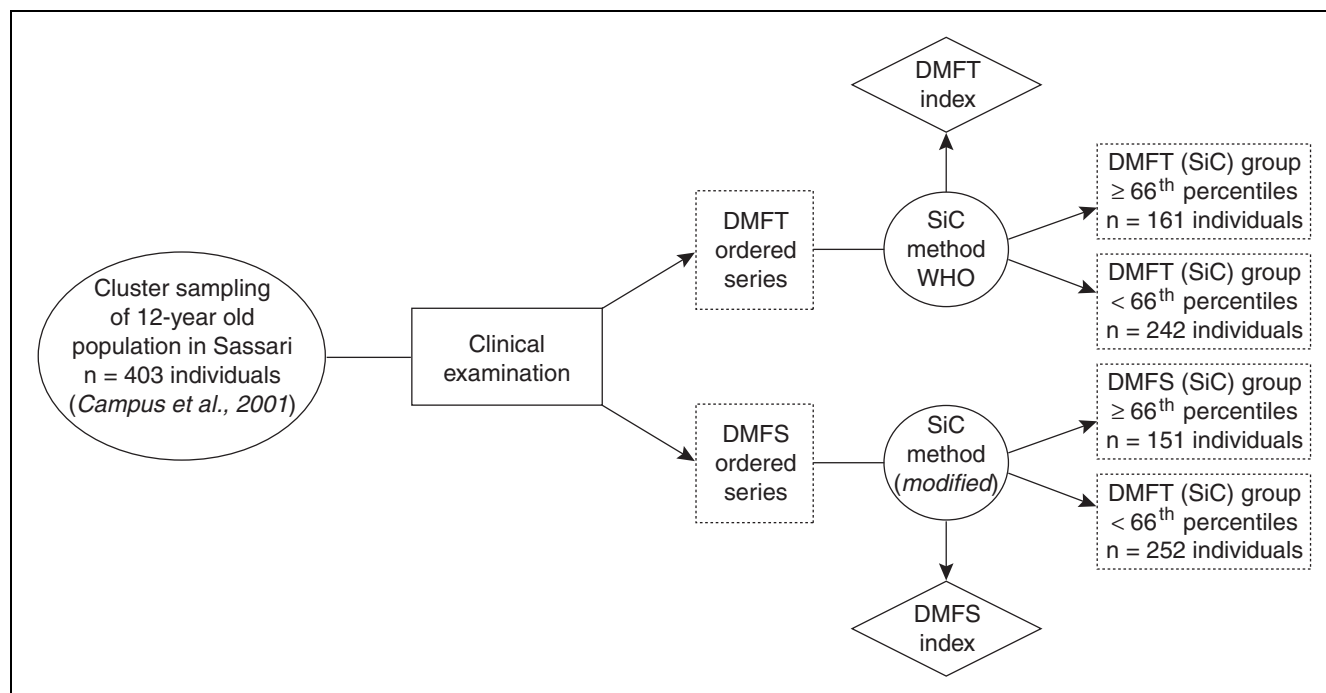 Cluster sampling
of 12-year old
population in Sassari
n = 403 individuals
(Campus et al., 2001)
Clinical
examination
DMFT
ordered
series
DMFS
ordered
series
DMFT
index
SiC
method
WHO
SiC
method
(modified)
DMFS
index
DMFT (SiC) group
≥ 66th percentiles
n = 161 individuals
DMFT (SiC) group
< 66th percentiles
n = 242 individuals
DMFS (SiC) group
≥ 66th percentiles
n = 151 individuals
DMFT (SiC) group
< 66th percentiles
n = 252 individuals